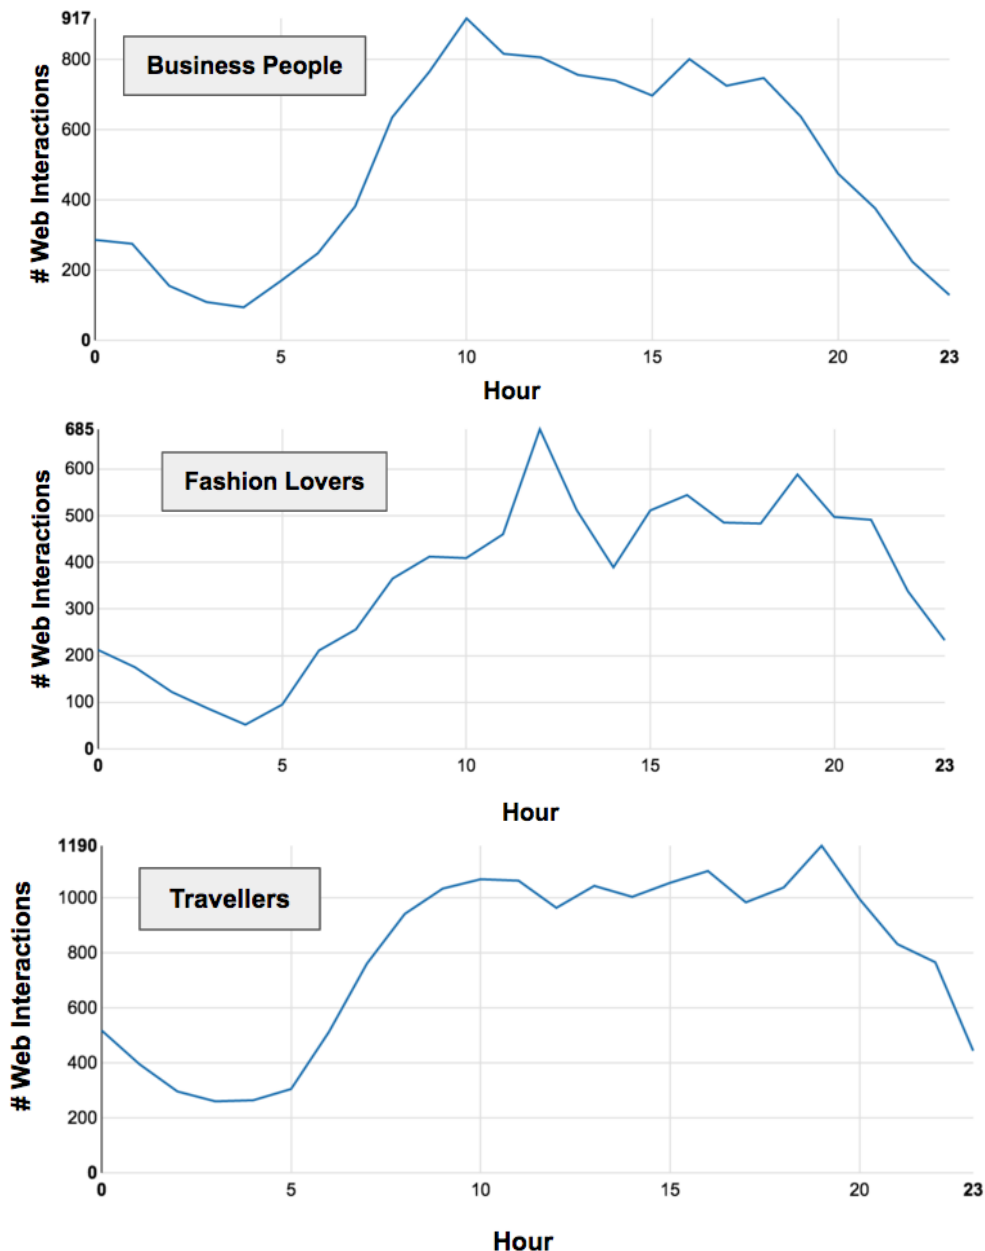 917
800
600
400
200
0
Business People
# Web Interactions
0 5 10 15 20 23
Hour
685
600
500
400
300
200
100
0
Fashion Lovers
# Web Interactions
0 5 10 15 20 23
Hour
1190
1000
800
600
400
200
0
Travellers
# Web Interactions
0 5 10 15 20 23
Hour